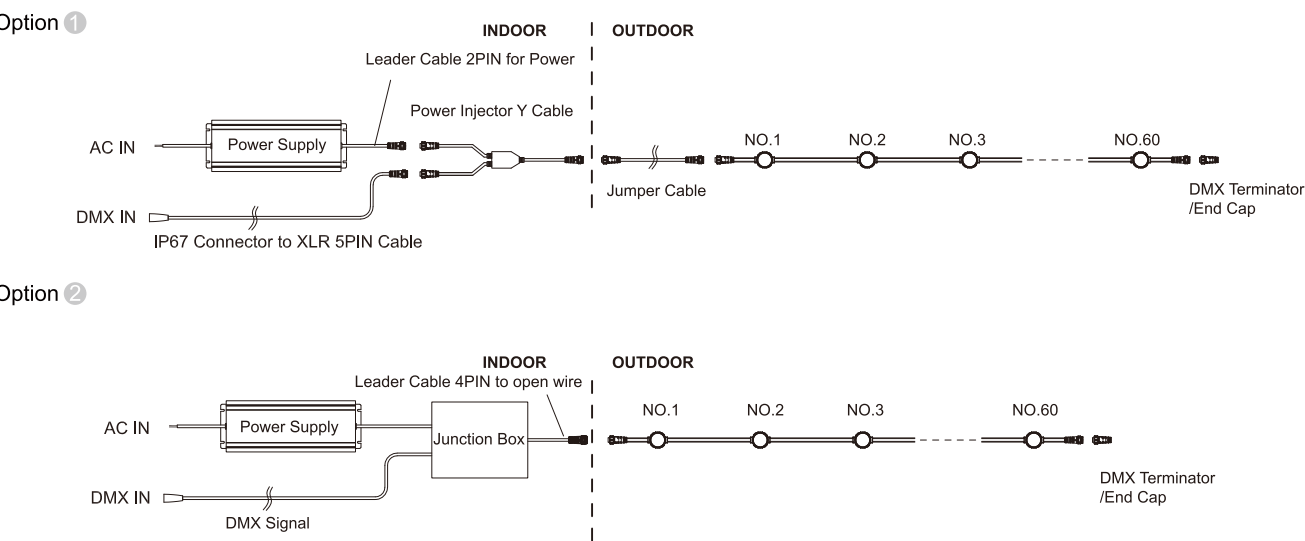 Option 1
INDOOR
OUTDOOR
Leader Cable 2PIN for Power
Power Injector Y Cable
AC IN
Power Supply
NO.1
NO.2
NO.3
NO.60
Jumper Cable
DMX Terminator
/End Cap
DMX IN
IP67 Connector to XLR 5PIN Cable
Option 2
INDOOR
OUTDOOR
Leader Cable 4PIN to open wire
NO.1
NO.2
NO.3
NO.60
AC IN
Power Supply
Junction Box
DMX Terminator
/End Cap
DMX IN
DMX Signal